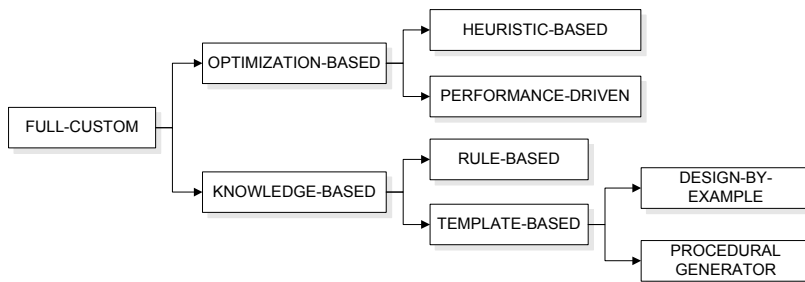 HEURISTIC-BASED
OPTIMIZATION-BASED
PERFORMANCE-DRIVEN
FULL-CUSTOM
RULE-BASED
KNOWLEDGE-BASED
DESIGN-BY-
EXAMPLE
TEMPLATE-BASED
PROCEDURAL
GENERATOR